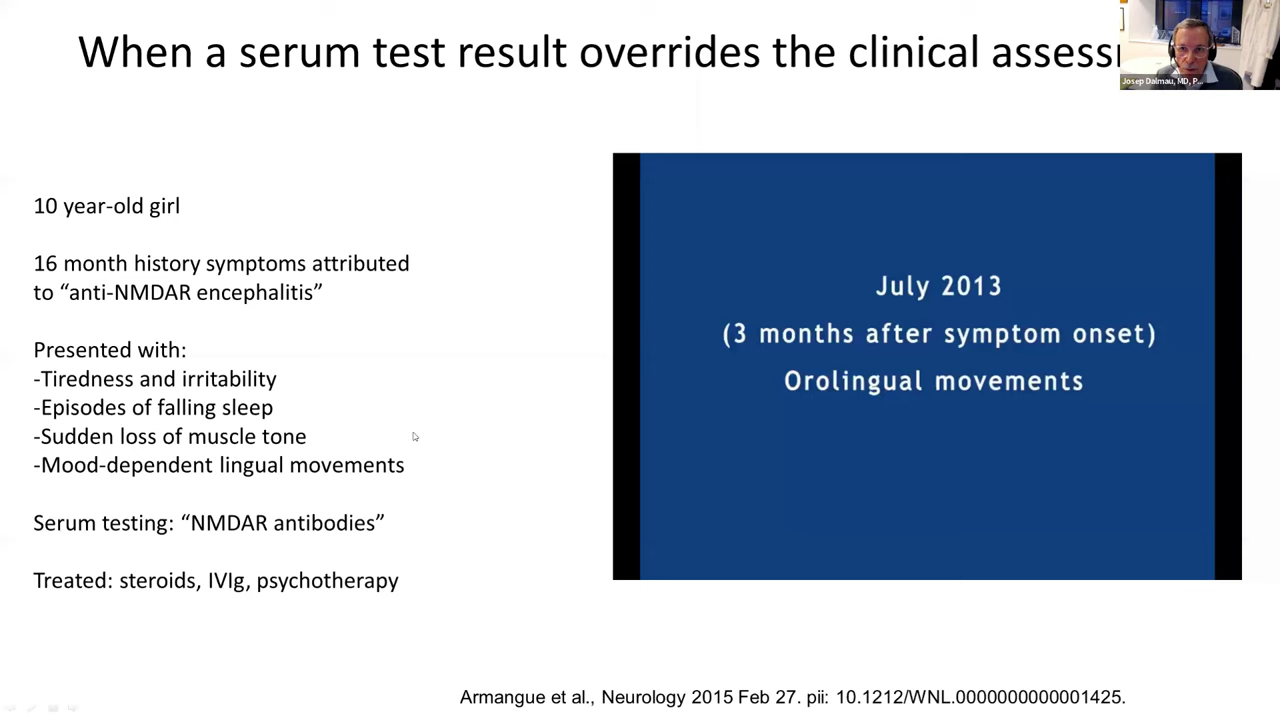 When a serum test result overrides the clinical assess
Josep Dalmau, MD, P...
10 year-old girl
16 month history symptoms attributed
to “anti-NMDAR encephalitis”
Presented with:
-Tiredness and irritability
-Episodes of falling sleep
-Sudden loss of muscle tone
-Mood-dependent lingual movements
Serum testing: “NMDAR antibodies”
Treated: steroids, IVIg, psychotherapy
July 2013
(3 months after symptom onset)
Orolingual movements
Armangue et al., Neurology 2015 Feb 27. pii: 10.1212/WNL.0000000000001425.